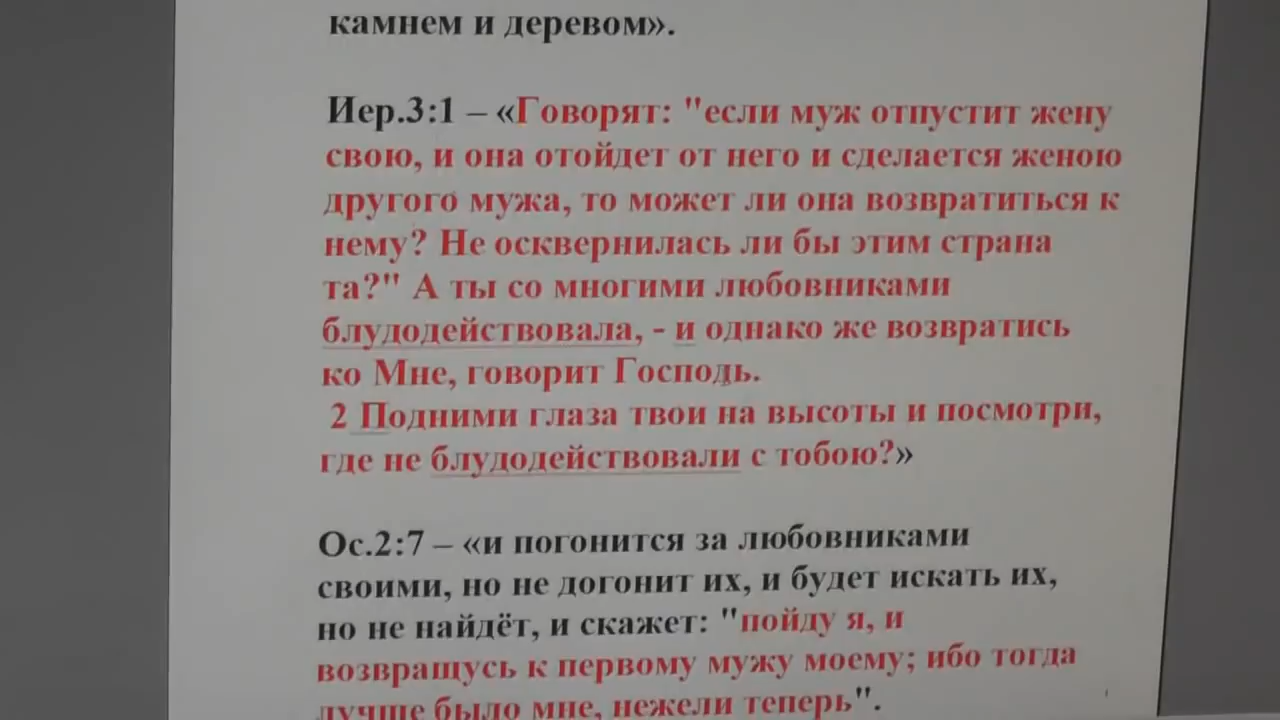 камнем и деревом».
Иер.3:1 – «Говорят: "если муж отпустит жену
свою, и она отойдет от него и сделается женою
другого мужа, то может ли она возвратиться к
нему? Не осквернилась ли бы этим страна
та?" А ты со многими любовниками
блудодействовала, - и однако же возвратись
ко Мне, говорит Господь.
2 Подними глаза твои на высоты и посмотри,
где не блудодействовали с тобою?»
Ос.2:7 – «и погонится за любовниками
своими, но не догонит их, и будет искать их,
но не найдёт, и скажет: "пойду я, и
возвращусь к первому мужу моему; ибо тогда
лучше было мне, нежели теперь".